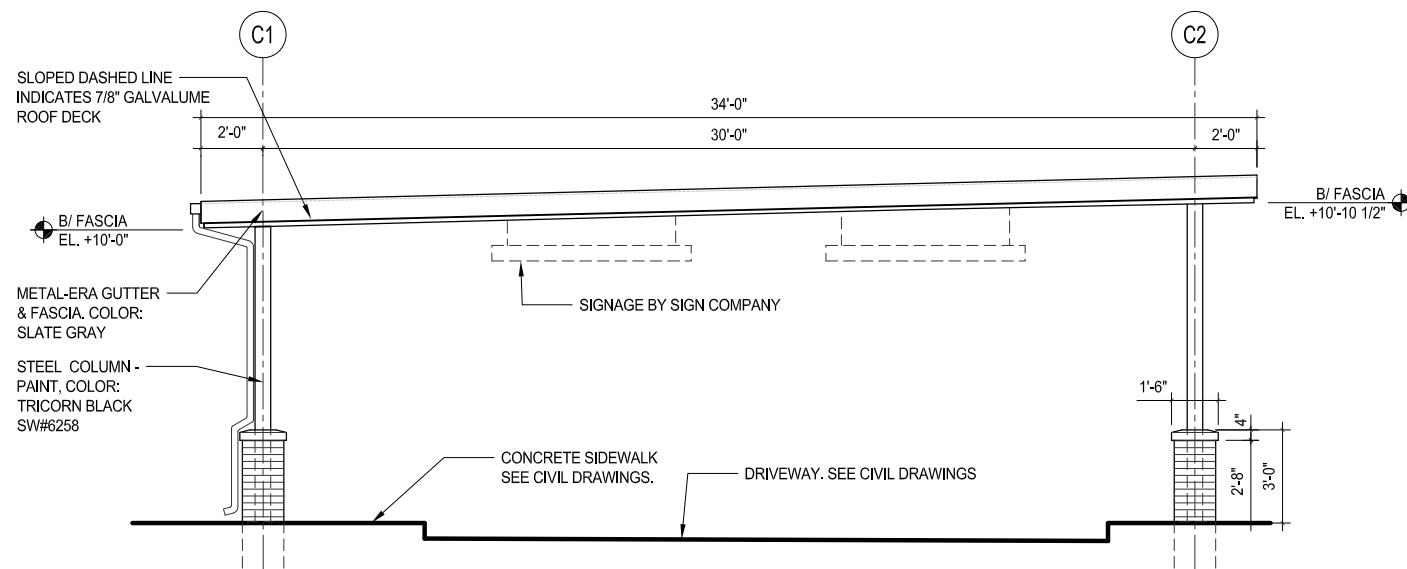 C1
C2
SLOPED DASHED LINE
INDICATES 7/8" GALVALUME
ROOF DECK
34'-0"
2'-0"
30'-0"
2'-0"
B/ FASCIA
EL. +10'-0"
B/ FASCIA
EL. +10'-10 1/2"
METAL-ERA GUTTER
& FASCIA. COLOR:
SLATE GRAY
SIGNAGE BY SIGN COMPANY
STEEL COLUMN -
PAINT, COLOR:
TRICORN BLACK
SW#6258
1'-6"
4"
2'-8"
3'-0"
CONCRETE SIDEWALK
SEE CIVIL DRAWINGS.
DRIVEWAY. SEE CIVIL DRAWINGS